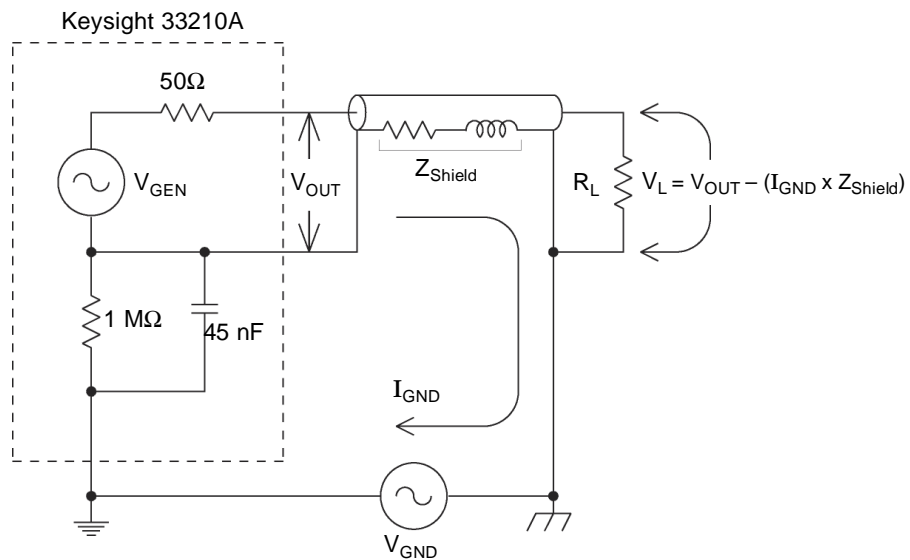 Keysight 33210A
50Ω
V_GEN
V_OUT
Z_Shield
R_L
V_L = V_OUT – (I_GND x Z_Shield)
1 MΩ
45 nF
I_GND
V_GND